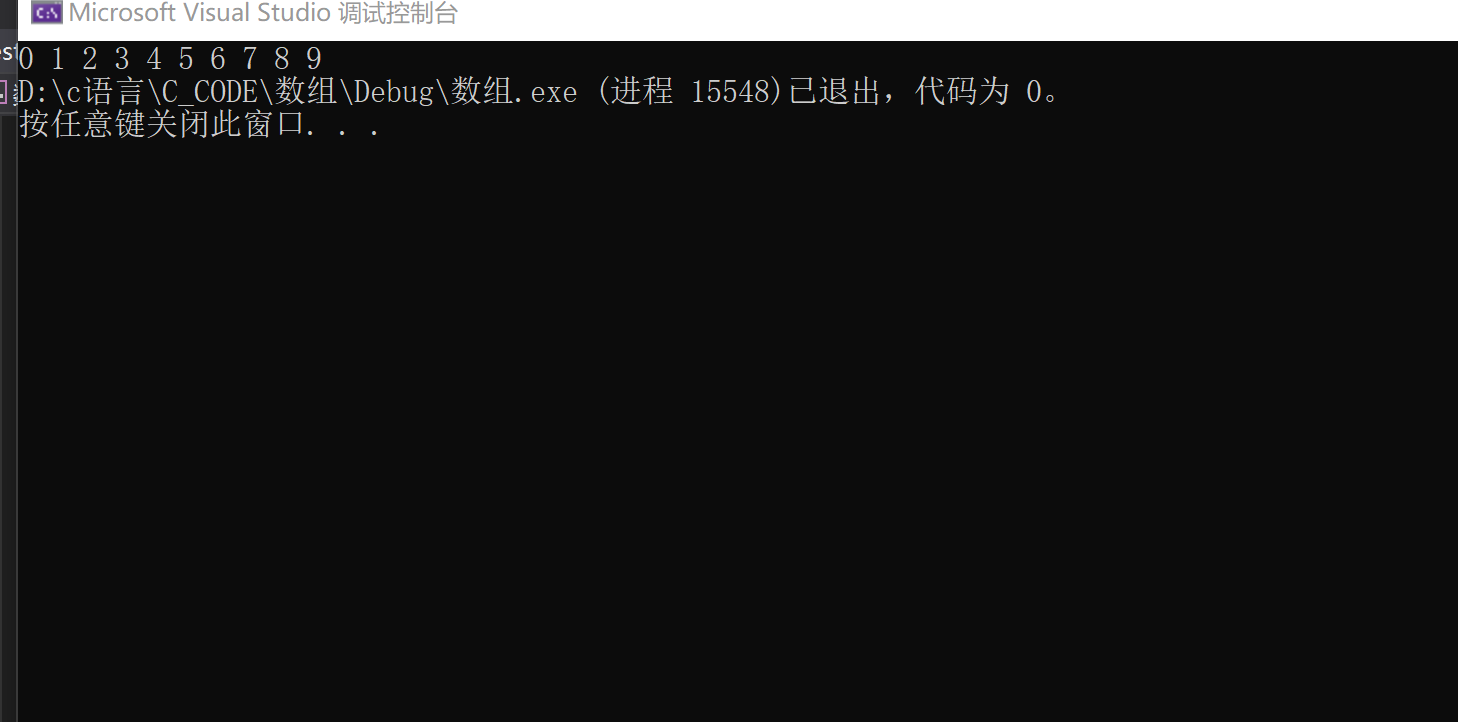 Microsoft Visual Studio 调试控制台
0 1 2 3 4 5 6 7 8 9
D:\c语言\C_CODE\数组\Debug\数组.exe (进程 15548)已退出，代码为 0。
按任意键关闭此窗口. . .